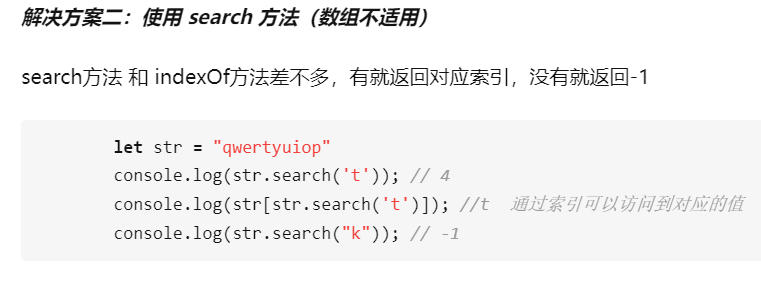 解决方案二：使用 search 方法（数组不适用）
search方法 和 indexOf方法差不多，有就返回对应索引，没有就返回-1
let str = "qwertyuiop"
console.log(str.search('t')); // 4
console.log(str[str.search('t')]); //t  通过索引可以访问到对应的值
console.log(str.search("k")); // -1